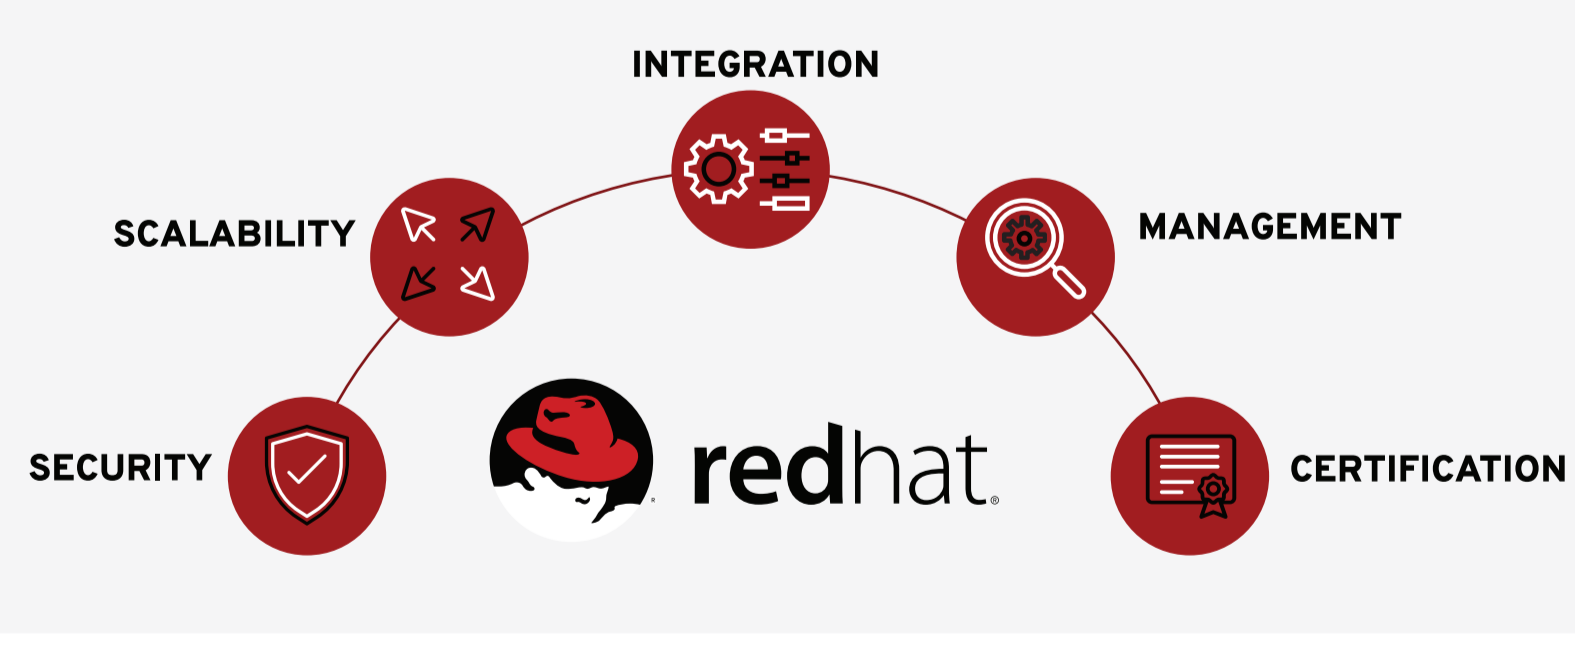 INTEGRATION
SCALABILITY
MANAGEMENT
SECURITY
redhat®
CERTIFICATION
R